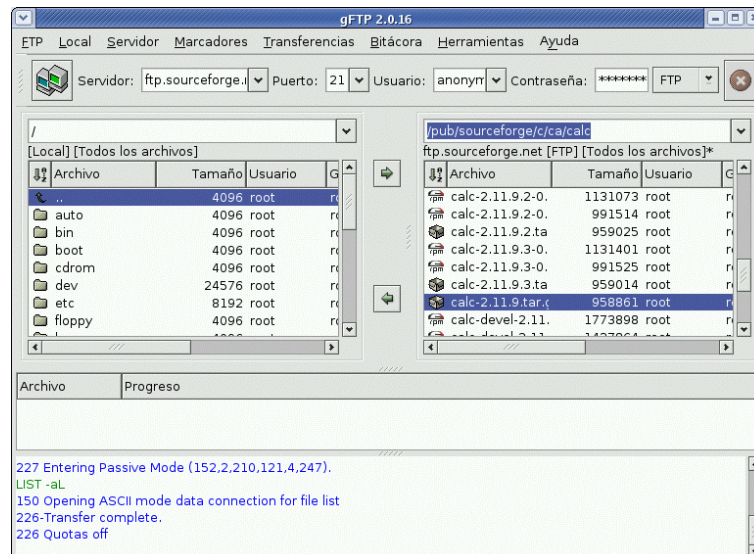 gFTP 2.0.16
FTP Local Servidor Marcadores Transferencias Bitácora Herramientas Ayuda
Servidor: ftp.sourceforge. Puerto: 21 Usuario: anonym Contraseña: ******* FTP
/
[Local] [Todos los archivos]
Archivo Tamaño Usuario G
.. 4096 root
auto 4096 root
bin 4096 root
boot 4096 root
cdrom 4096 root
dev 24576 root
etc 8192 root
floppy 4096 root
/pub/sourceforge/c/ca/calc
ftp.sourceforge.net [FTP] [Todos los archivos]*
Archivo Tamaño Usuario G
calc-2.11.9.2-0. 1131073 root
calc-2.11.9.2-0. 991514 root
calc-2.11.9.2.ta 959025 root
calc-2.11.9.3-0. 1131401 root
calc-2.11.9.3-0. 991525 root
calc-2.11.9.3.ta 959014 root
calc-2.11.9.tar.g 958861 root
calc-devel-2.11. 1773898 root
Archivo Progreso
227 Entering Passive Mode (152,2,210,121,4,247).
LIST -aL
150 Opening ASCII mode data connection for file list
226-Transfer complete.
226 Quotas off